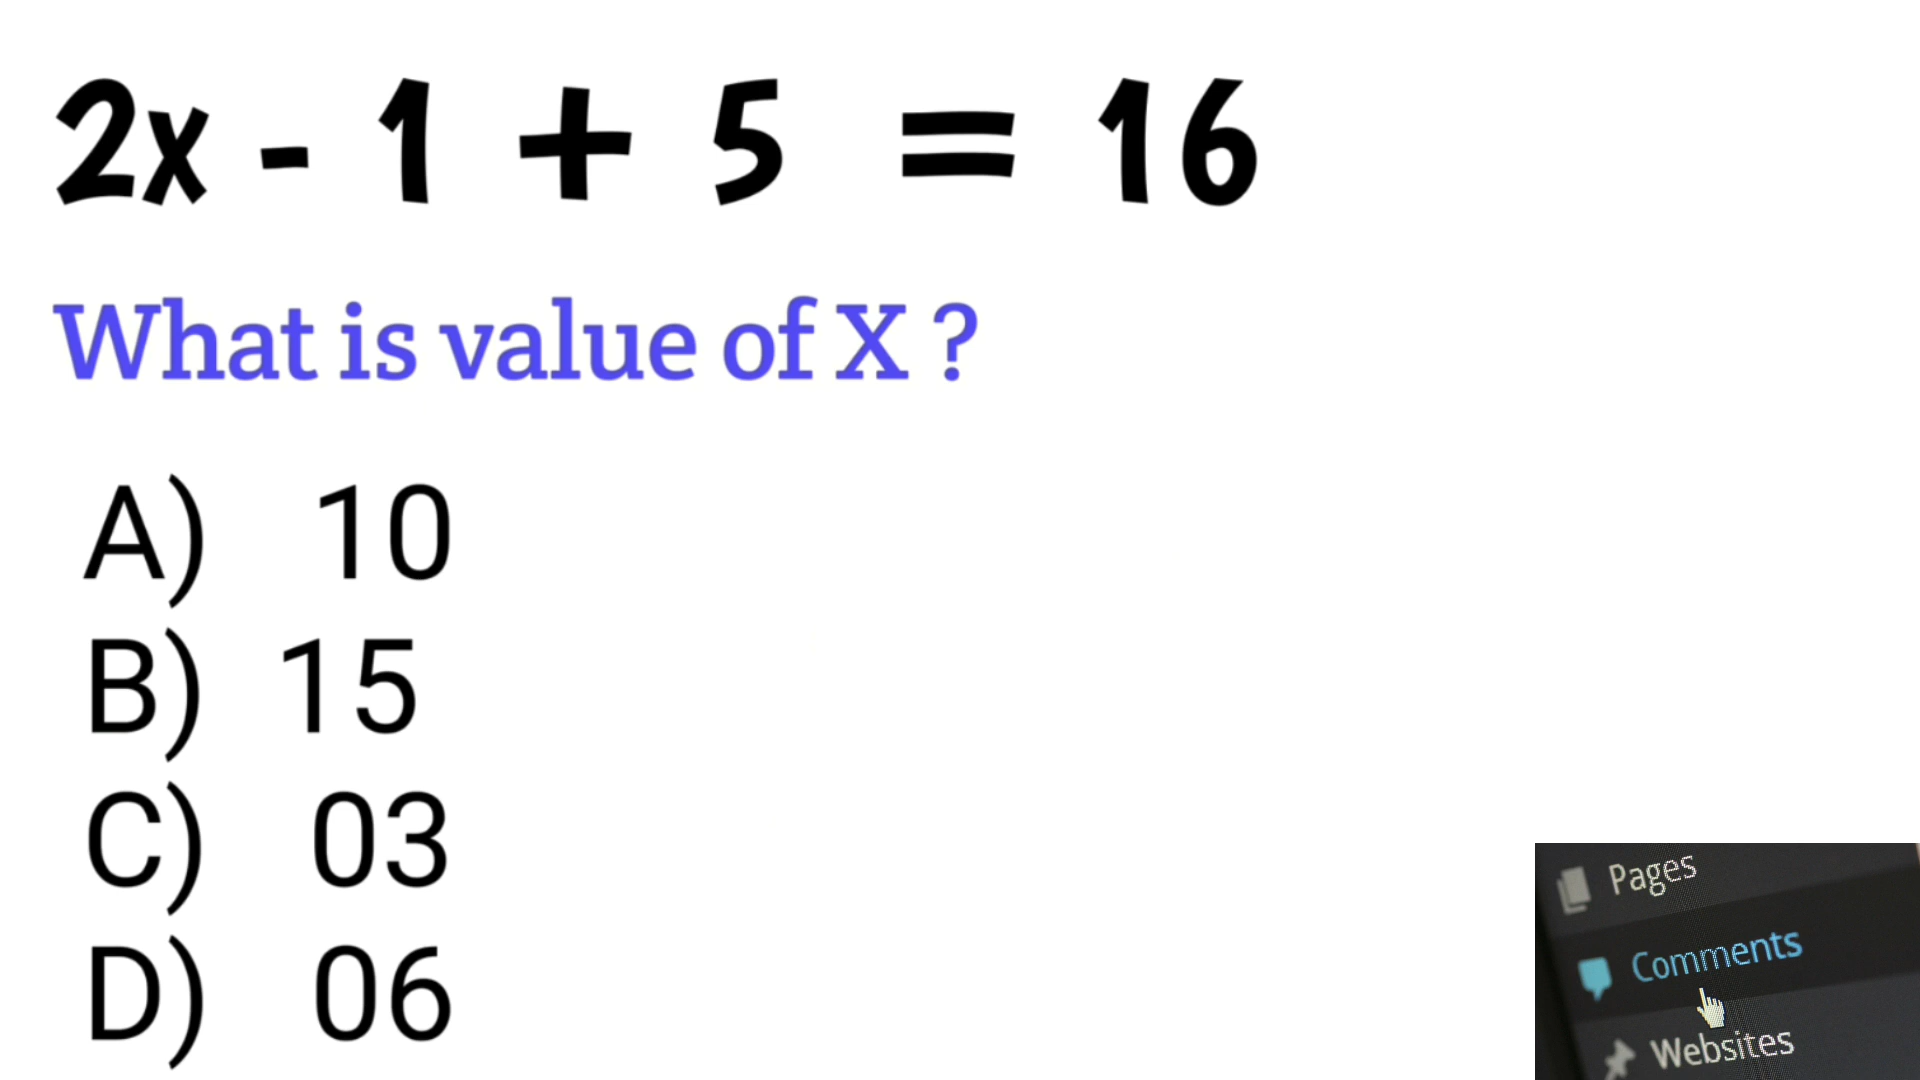 2x - 1 + 5 = 16
What is value of X ?
A) 10
B) 15
C) 03
D) 06
Pages
Comments
Websites